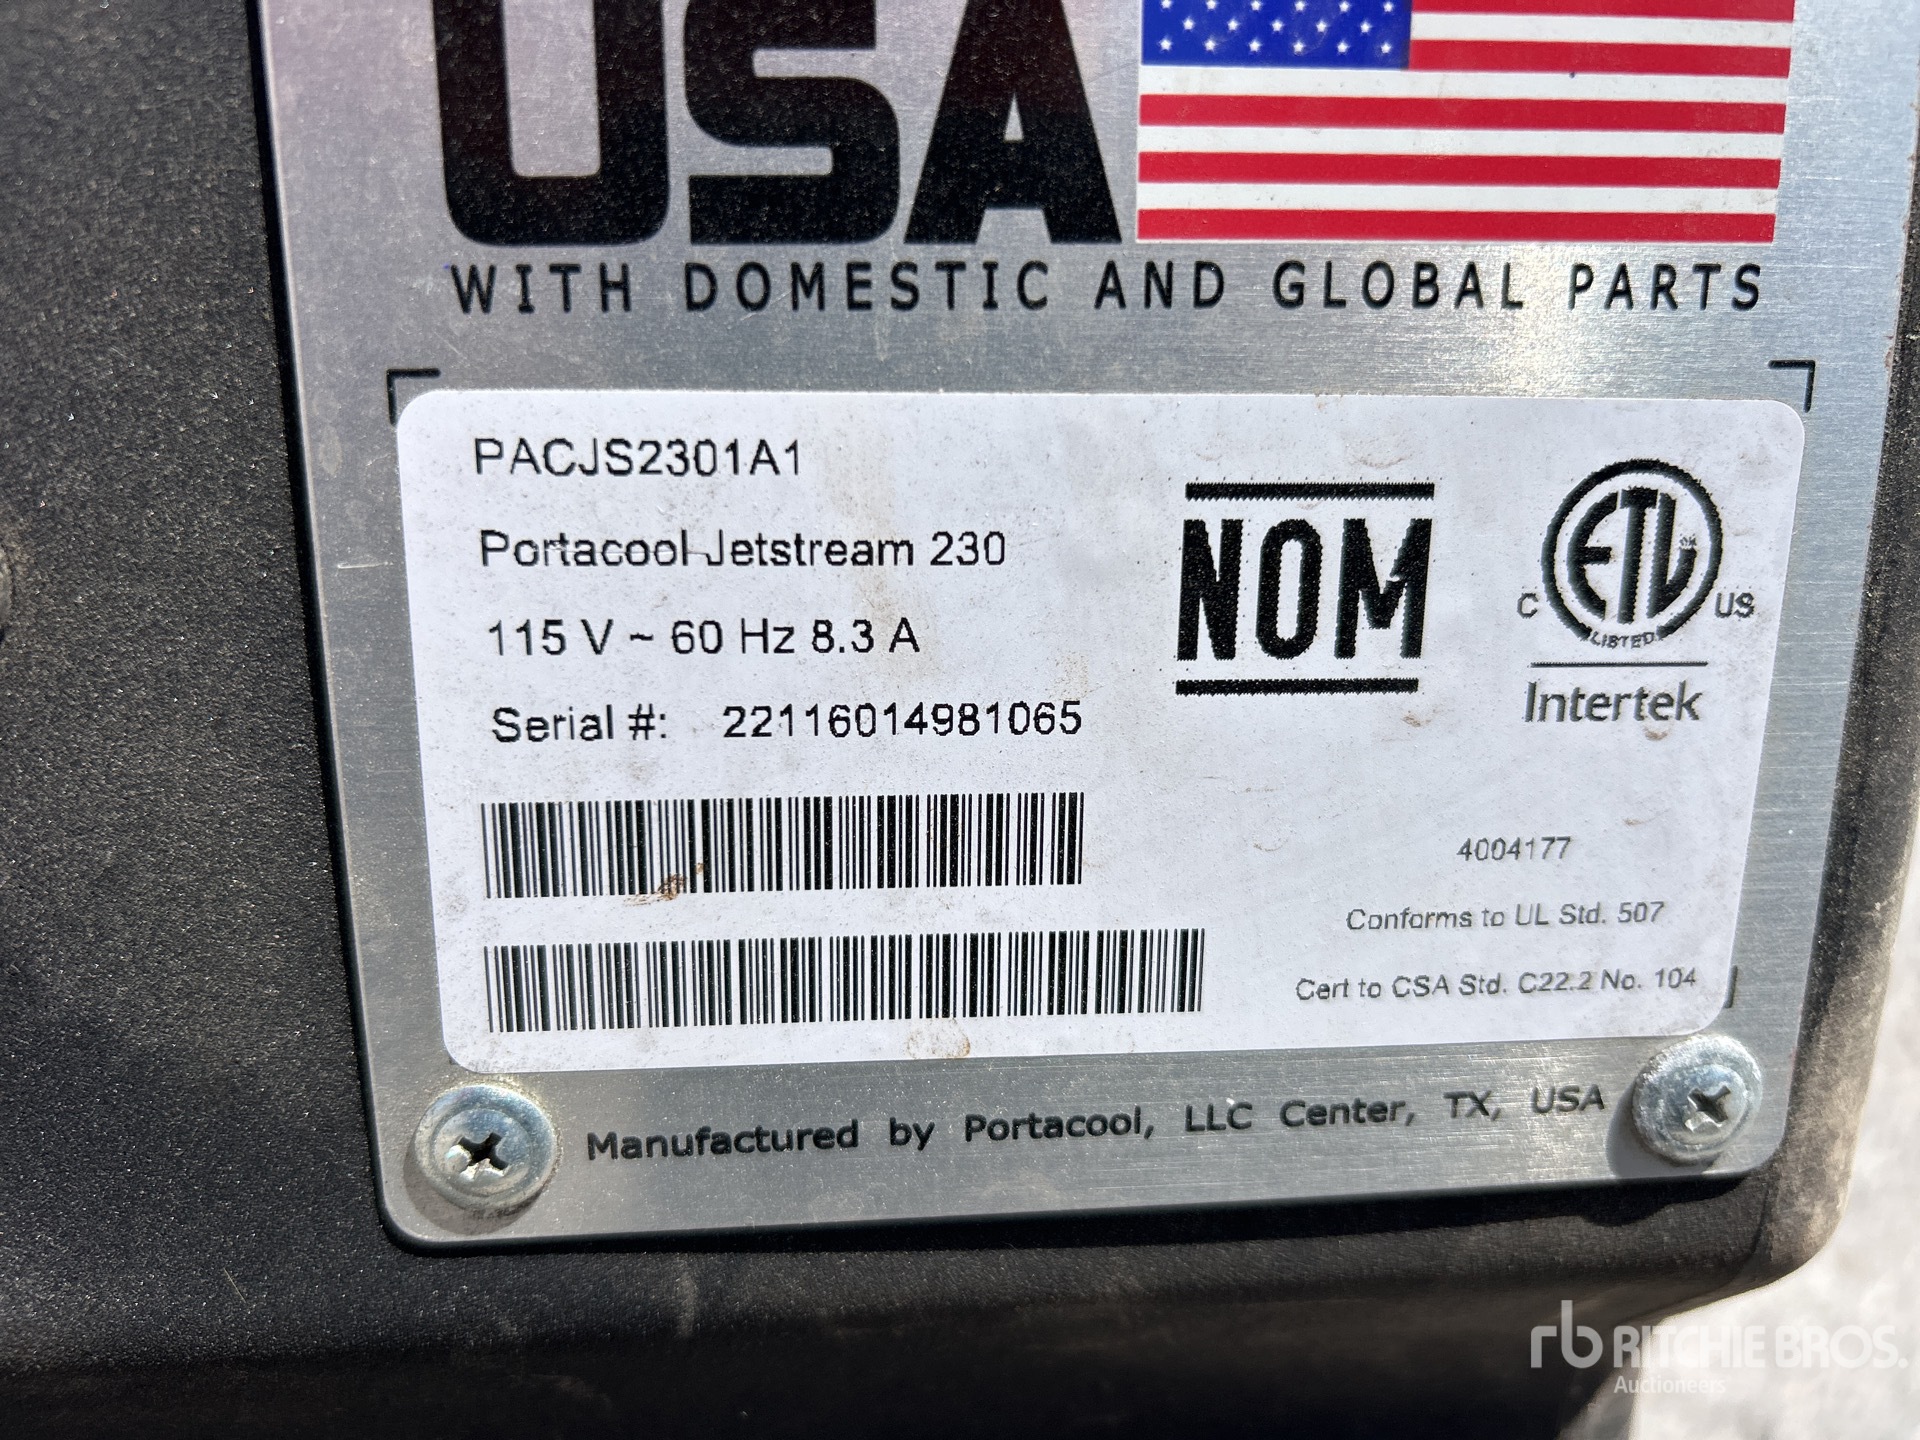 USA
WITH DOMESTIC AND GLOBAL PARTS
PACJS2301A1
Portacool Jetstream 230
115 V ~ 60 Hz 8.3 A
Serial #: 22116014981065
NOM
ETL
C US
LISTED
Intertek
4004177
Conforms to UL Std. 507
Cert to CSA Std. C22.2 No. 104
Manufactured by Portacool, LLC Center, TX, USA
rb RITCHIE BROS.
Auctioneers